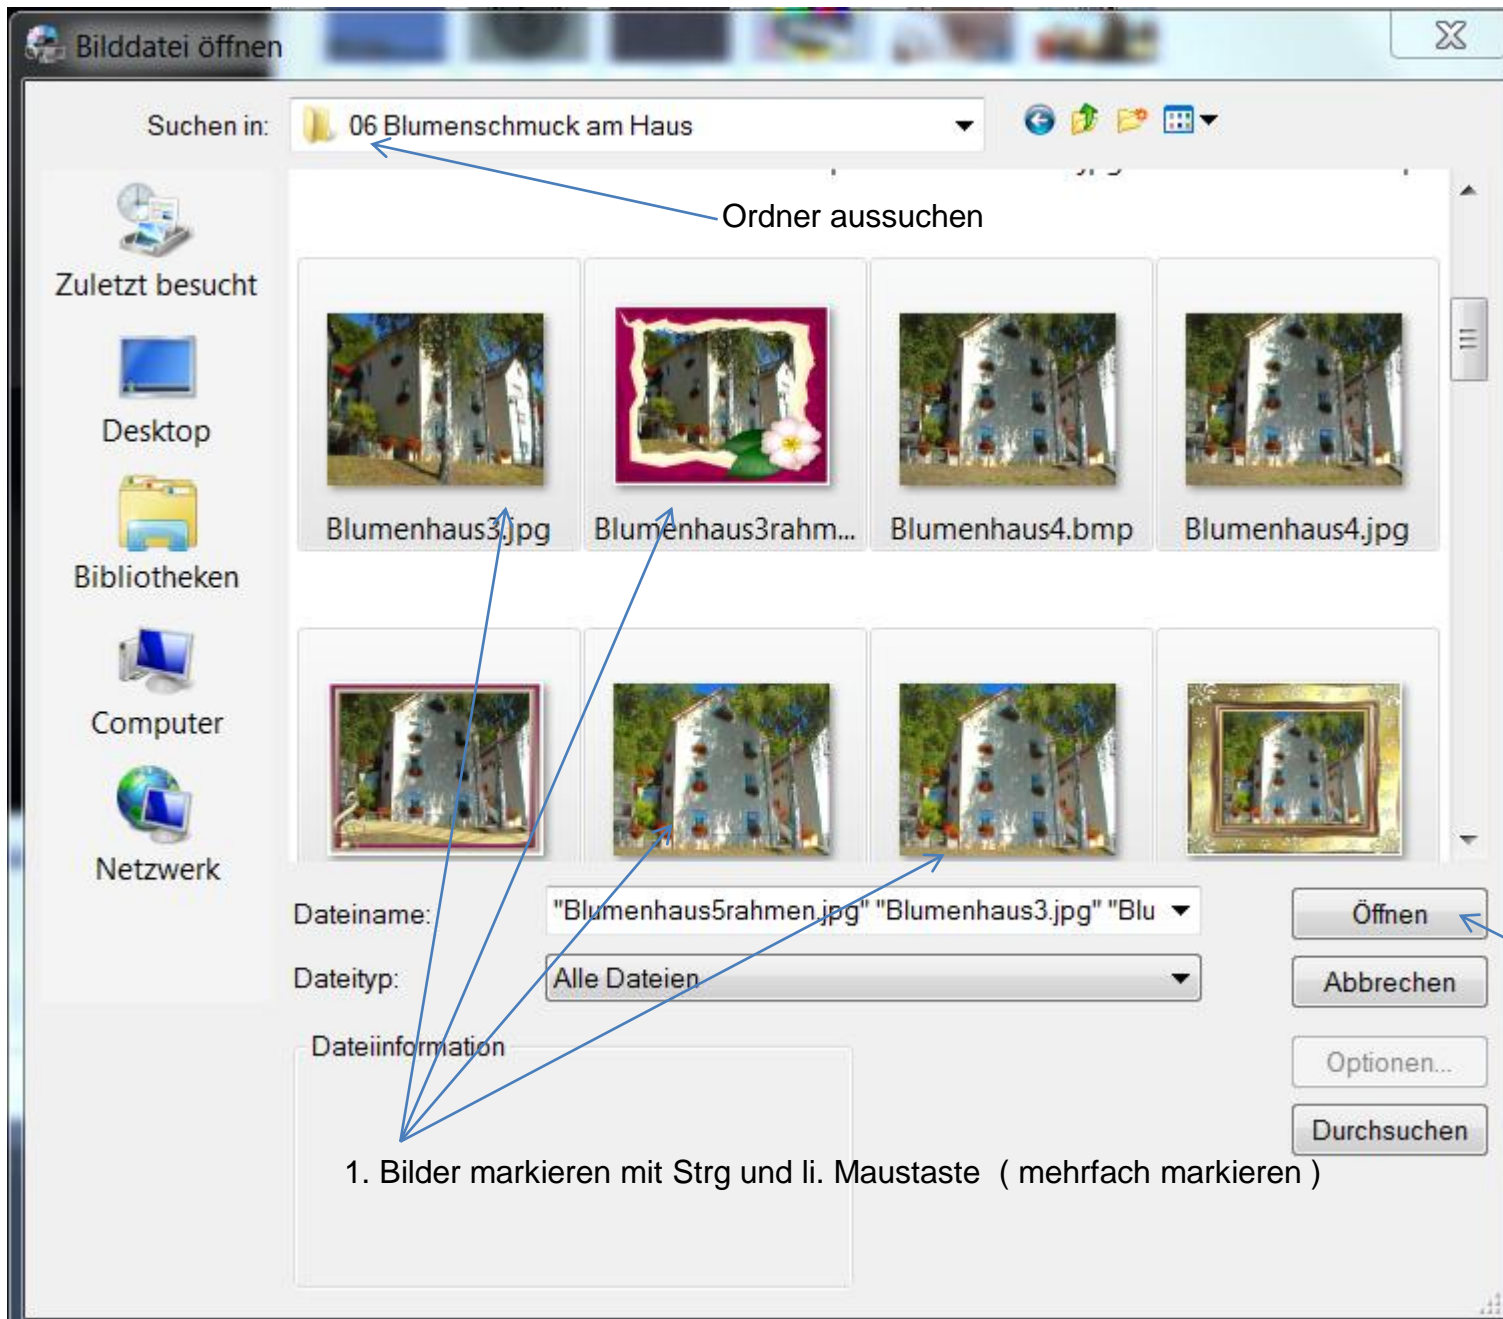 Bilddatei öffnen
Suchen in: 06 Blumenschmuck am Haus
Ordner aussuchen
Zuletzt besucht
Desktop
Bibliotheken
Computer
Netzwerk
Blumenhaus3.jpg Blumenhaus3rahm... Blumenhaus4.bmp Blumenhaus4.jpg
Dateiname: "Blumenhaus5rahmen.jpg" "Blumenhaus3.jpg" "Blu Öffnen
Dateityp: Alle Dateien Abbrechen
Dateiinformation
Optionen...
Durchsuchen
1. Bilder markieren mit Strg und li. Maustaste ( mehrfach markieren )